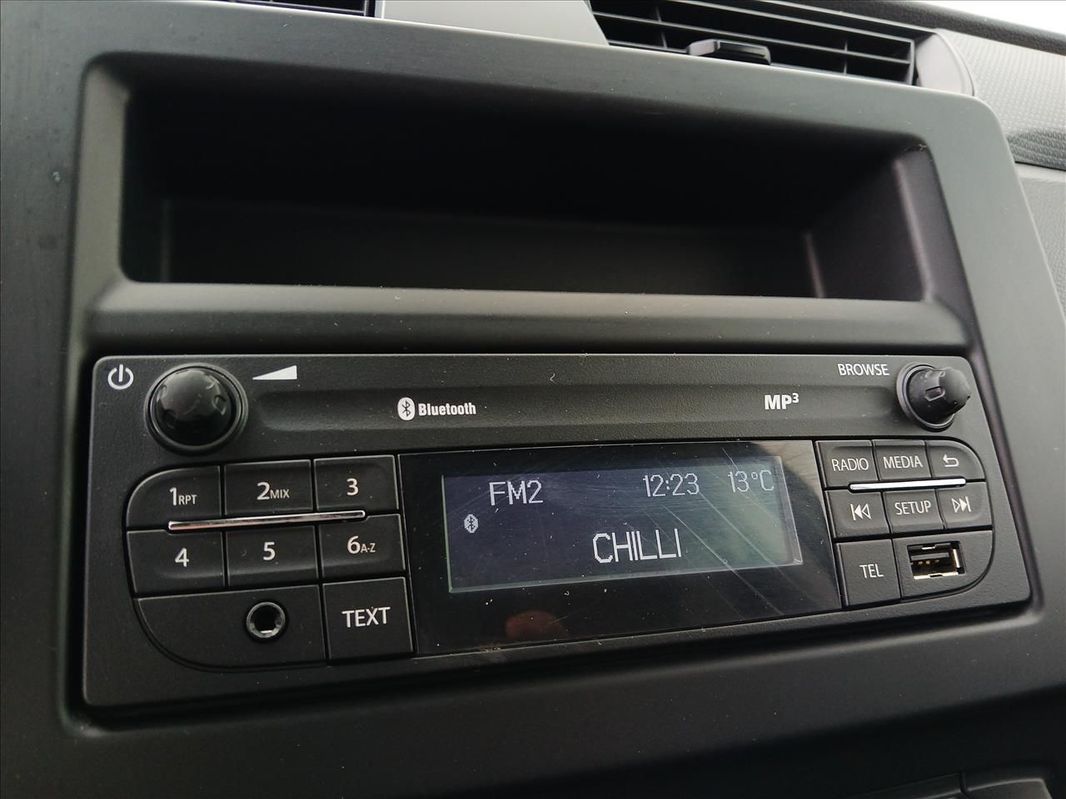 BROWSE
Bluetooth
MP³
1RPT 2MIX 3
4 5 6A-Z
TEXT
FM2 12:23 13°C
CHILLI
RADIO MEDIA
SETUP
TEL